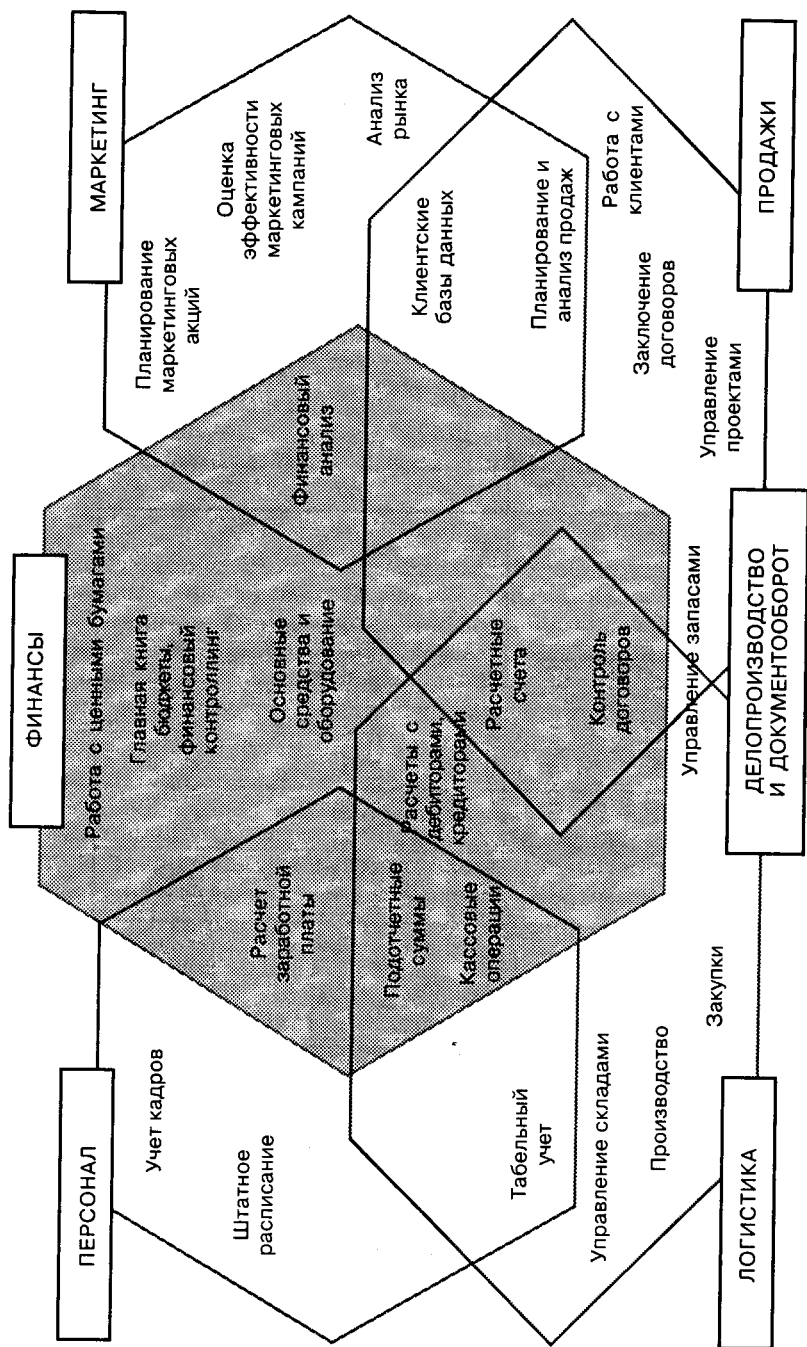 ПЕРСОНАЛ
ФИНАНСЫ
МАРКЕТИНГ
Учет кадров
Штатное
расписание
Расчет
заработной
платы
Работа с ценными бумагами
Главная книга
бюджеты,
финансовый
контроллинг
Основные
средства и
оборудование
Финансовый
анализ
Планирование
маркетинговых
акций
Оценка
эффективности
маркетинговых
кампаний
Анализ
рынка
Табельный
учет
Подотчетные
суммы
Кассовые
операции
Расчеты с
дебиторами,
кредиторами
Расчетные
счета
Контроль
договоров
Клиентские
базы данных
Планирование и
анализ продаж
Работа с
клиентами
Заключение
договоров
Управление
проектами
Управление складами
Производство
Закупки
Управление запасами
ЛОГИСТИКА
ДЕЛОПРОИЗВОДСТВО
И ДОКУМЕНТООБОРОТ
ПРОДАЖИ